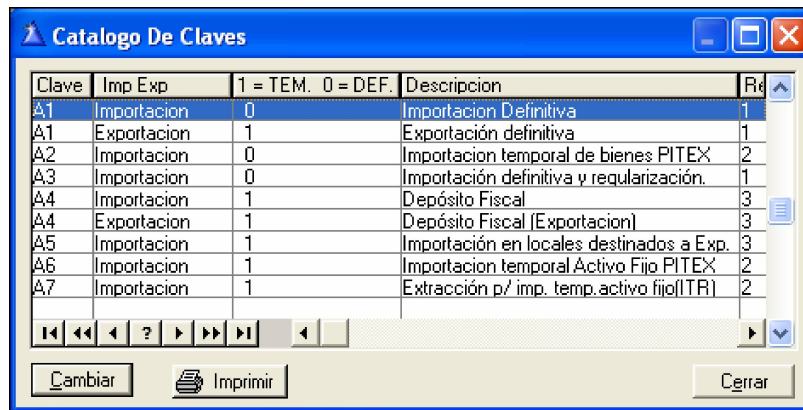 Catalogo De Claves
Clave Imp Exp 1 = TEM. 0 = DEF. Descripcion
A1 Importacion 0 Importacion Definitiva 1
A1 Exportacion 1 Exportación definitiva 1
A2 Importacion 0 Importacion temporal de bienes PITEX 2
A3 Importacion 0 Importación definitiva y regularización. 1
A4 Importacion 1 Depósito Fiscal 3
A4 Exportacion 1 Depósito Fiscal (Exportacion) 3
A5 Importacion 1 Importación en locales destinados a Exp. 3
A6 Importacion 1 Importacion temporal Activo Fijo PITEX 2
A7 Importacion 1 Extracción p/ imp. temp.activo fijo(ITR) 2
?
Cambiar Imprimir Cerrar